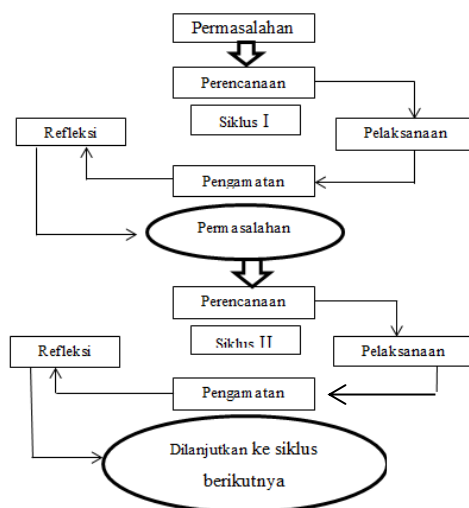 Permasalahan
Perencanaan
Siklus I
Refleksi
Pelaksanaan
Pengamatan
Permasalahan
Perencanaan
Siklus II
Refleksi
Pelaksanaan
Pengamatan
Dilanjutkan ke siklus
berikutnya